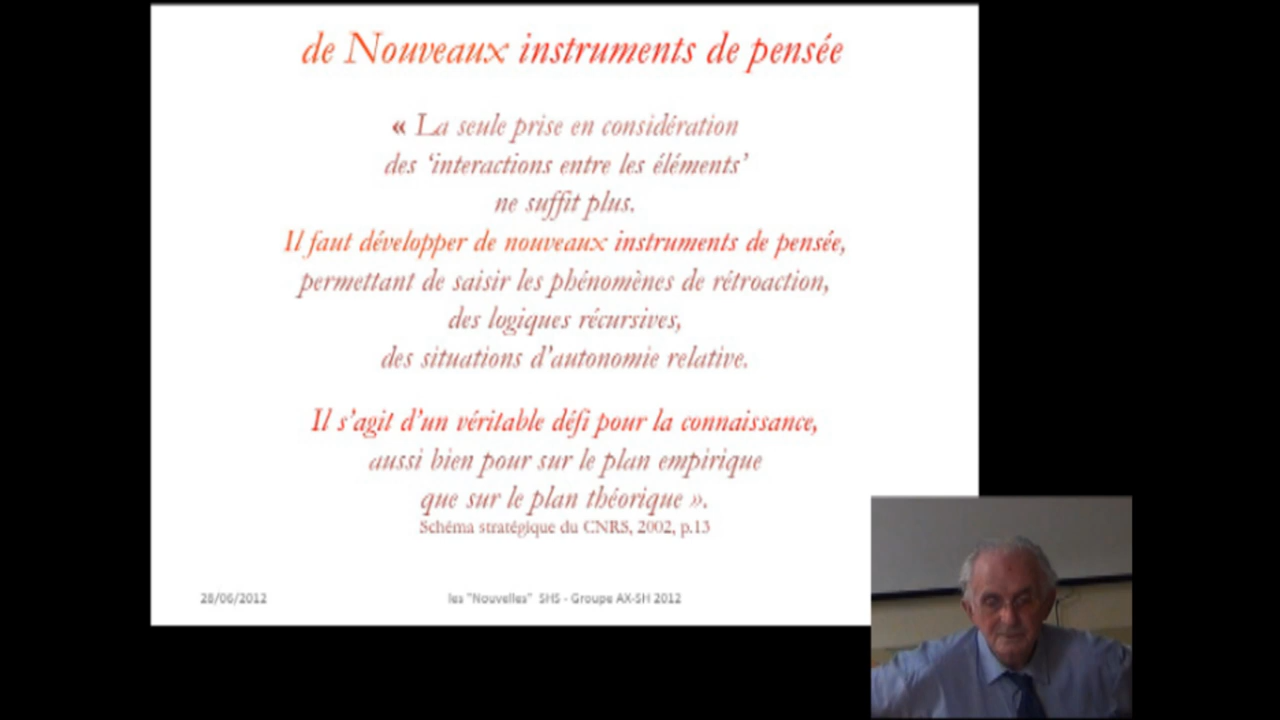 de Nouveaux instruments de pensée
« La seule prise en considération
des ‘interactions entre les éléments’
ne suffit plus.
Il faut développer de nouveaux instruments de pensée,
permettant de saisir les phénomènes de rétroaction,
des logiques récursives,
des situations d’autonomie relative.
Il s’agit d’un véritable défi pour la connaissance,
aussi bien pour sur le plan empirique
que sur le plan théorique ».
Schéma stratégique du CNRS, 2002, p.13
28/06/2012
les "Nouvelles" SHS - Groupe AX-SH 2012